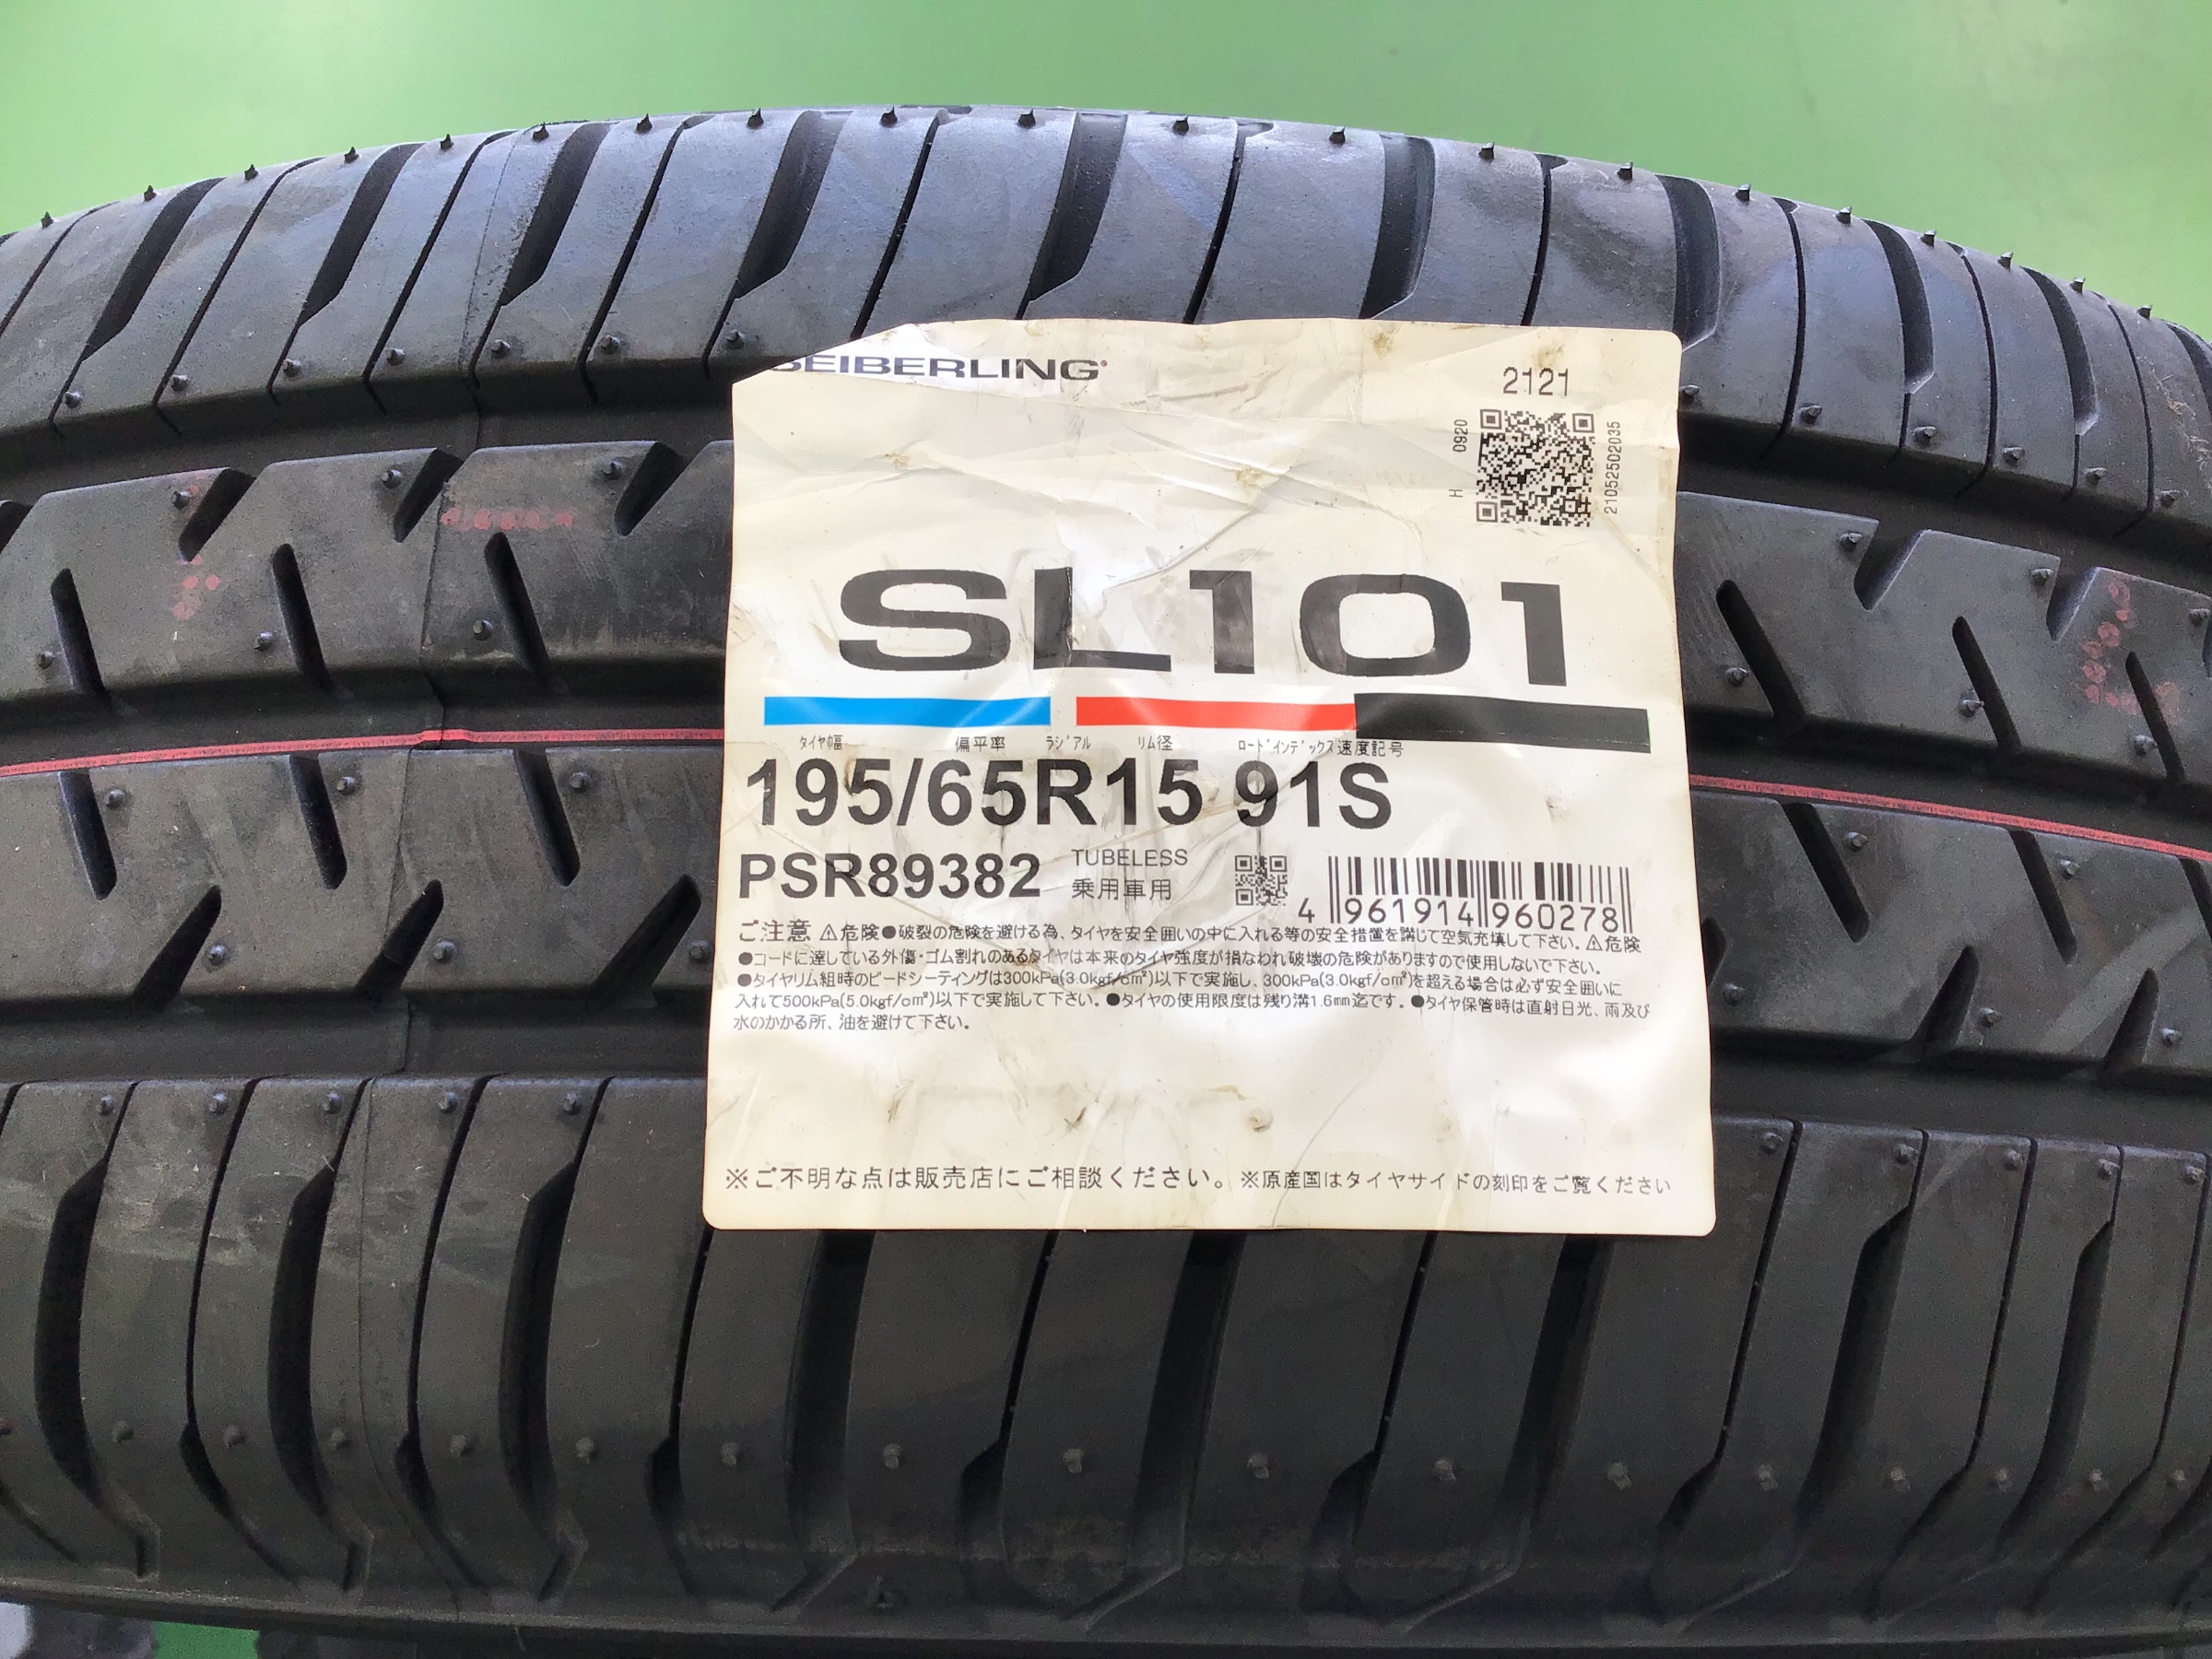 SEIBERLING
2121
H 0920
21052502035
SL101
タイヤ幅 偏平率 ラジアル リム径 ロードインデックス 速度記号
195/65R15 91S
PSR89382 TUBELESS
乗用車用
4 961914 960278
ご注意 ⚠危険●破裂の危険を避ける為、タイヤを安全囲いの中に入れる等の安全措置を講じて空気充填して下さい。⚠危険
●コードに達している外傷・ゴム割れのあるタイヤは本来のタイヤ強度が損なわれ破壊の危険がありますので使用しないで下さい。
●タイヤリム組時のビードシーティングは300kPa(3.0kgf/c㎡)以下で実施し、300kPa(3.0kgf/c㎡)を超える場合は必ず安全囲いに
入れて500kPa(5.0kgf/c㎡)以下で実施して下さい。●タイヤの使用限度は残り溝1.6mm迄です。●タイヤ保管時は直射日光、雨及び
水のかかる所、油を避けて下さい。
※ご不明な点は販売店にご相談ください。※原産国はタイヤサイドの刻印をご覧ください